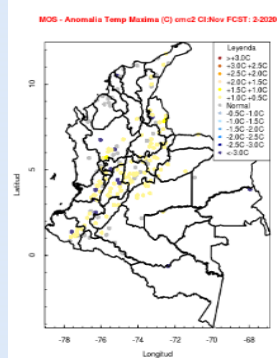 MOS - Anomalia Temp Maxima (C) cmc2 CI:Nov FCST: 2-2020
Leyenda
>+3.0C
+3.0C +2.5C
+2.5C +2.0C
+2.0C +1.5C
+1.5C +1.0C
+1.0C +0.5C
Normal
-0.5C -1.0C
-1.0C -1.5C
-1.5C -2.0C
-2.0C -2.5C
-2.5C -3.0C
<-3.0C
Latitud
10
5
0
-78 -76 -74 -72 -70 -68
Longitud